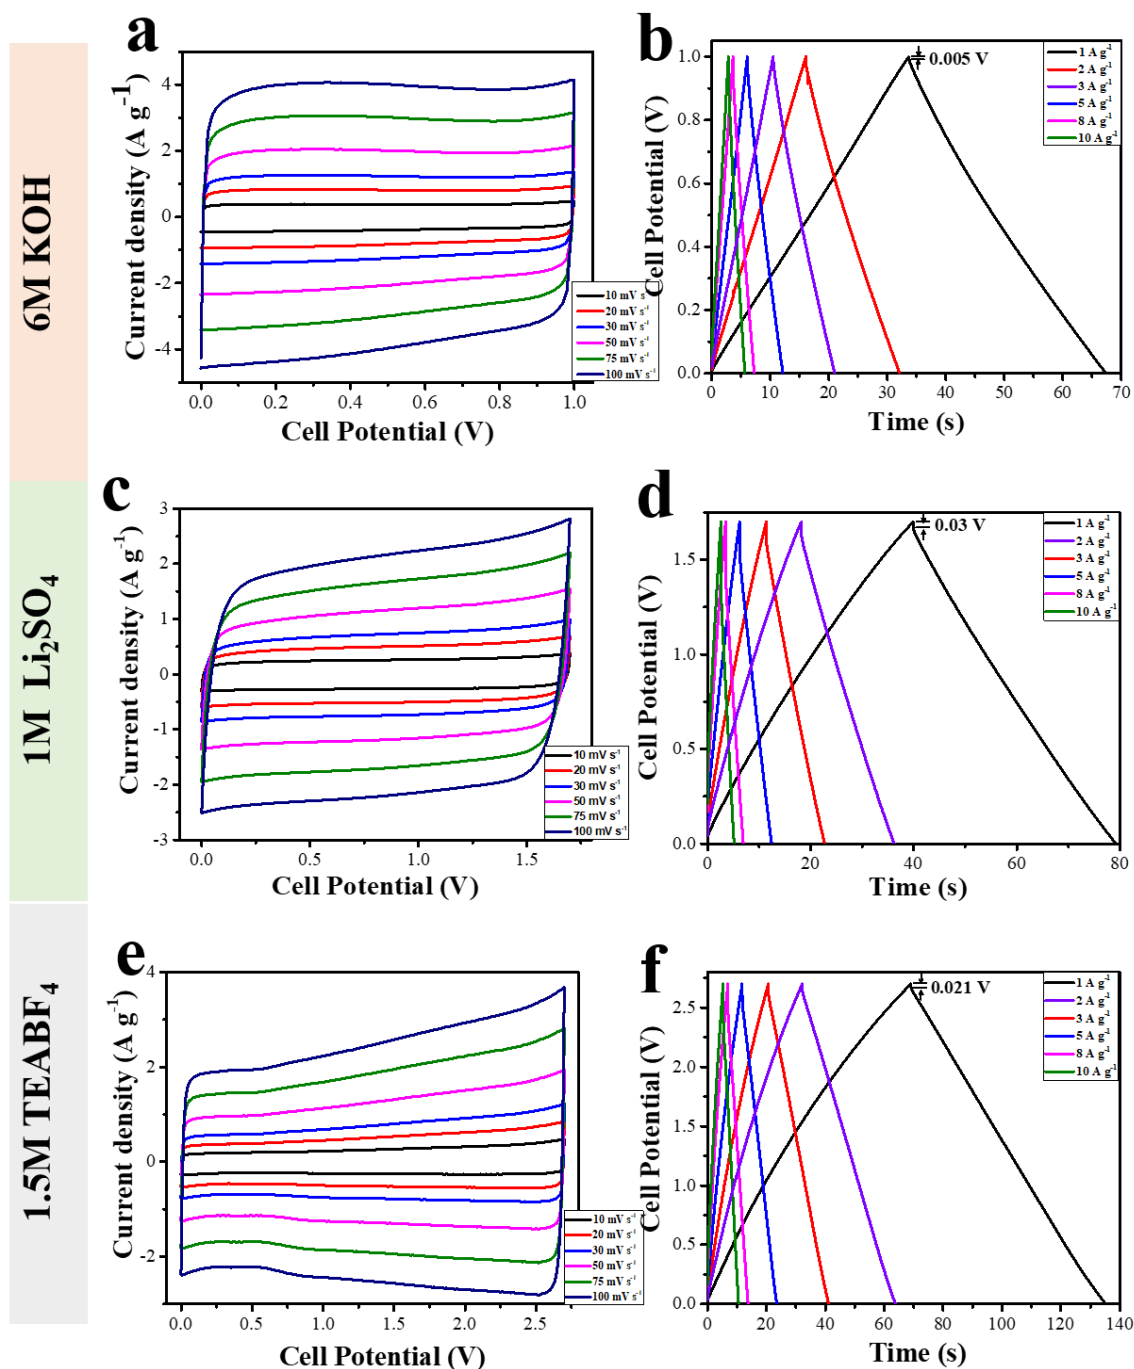 6M KOH
1M Li₂SO₄
1.5M TEABF₄
a
Current density (A g⁻¹)
4
2
0
-2
-4
0.0 0.2 0.4 0.6 0.8 1.0
Cell Potential (V)
10 mV s⁻¹
20 mV s⁻¹
30 mV s⁻¹
50 mV s⁻¹
75 mV s⁻¹
100 mV s⁻¹
b
Cell Potential (V)
1.0
0.8
0.6
0.4
0.2
0.0
0 10 20 30 40 50 60 70
Time (s)
0.005 V
1 A g⁻¹
2 A g⁻¹
3 A g⁻¹
5 A g⁻¹
8 A g⁻¹
10 A g⁻¹
c
Current density (A g⁻¹)
3
2
1
0
-1
-2
-3
0.0 0.5 1.0 1.5
Cell Potential (V)
10 mV s⁻¹
20 mV s⁻¹
30 mV s⁻¹
50 mV s⁻¹
75 mV s⁻¹
100 mV s⁻¹
d
Cell Potential (V)
1.5
1.0
0.5
0.0
0 20 40 60 80
Time (s)
0.03 V
1 A g⁻¹
2 A g⁻¹
3 A g⁻¹
5 A g⁻¹
8 A g⁻¹
10 A g⁻¹
e
Current density (A g⁻¹)
4
2
0
-2
0.0 0.5 1.0 1.5 2.0 2.5
Cell Potential (V)
10 mV s⁻¹
20 mV s⁻¹
30 mV s⁻¹
50 mV s⁻¹
75 mV s⁻¹
100 mV s⁻¹
f
Cell Potential (V)
2.5
2.0
1.5
1.0
0.5
0.0
0 20 40 60 80 100 120 140
Time (s)
0.021 V
1 A g⁻¹
2 A g⁻¹
3 A g⁻¹
5 A g⁻¹
8 A g⁻¹
10 A g⁻¹